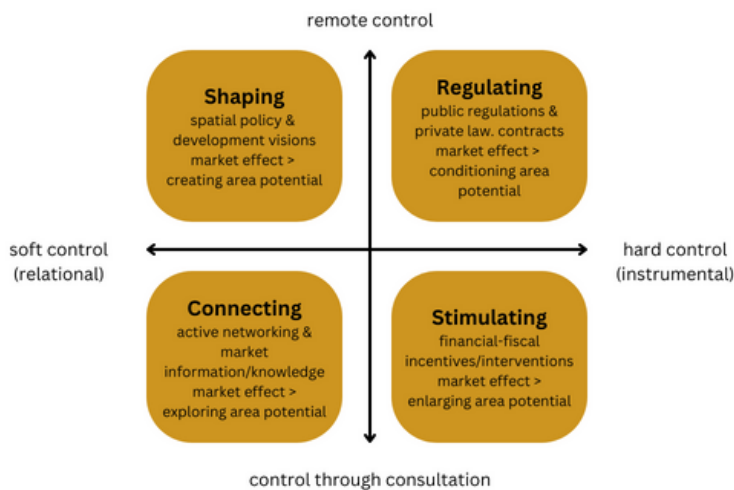 remote control
Shaping
spatial policy &
development visions
market effect >
creating area potential
Regulating
public regulations &
private law. contracts
market effect >
conditioning area
potential
soft control
(relational)
hard control
(instrumental)
Connecting
active networking &
market
information/knowledge
market effect >
exploring area potential
Stimulating
financial-fiscal
incentives/interventions
market effect >
enlarging area potential
control through consultation